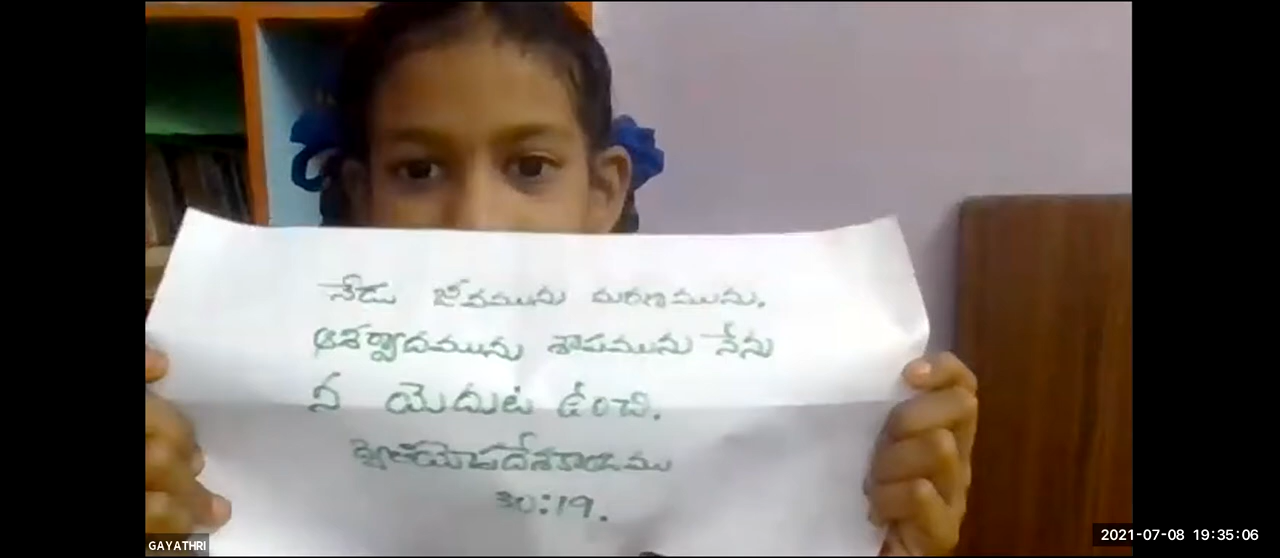 నేడు జీవమును మరణమును.
ఆశీర్వాదమును శాపమును నేను
నీ యెదుట ఉంచి.
ద్వితీయోపదేశకాండము
30:19.
GAYATHRI
2021-07-08 19:35:06